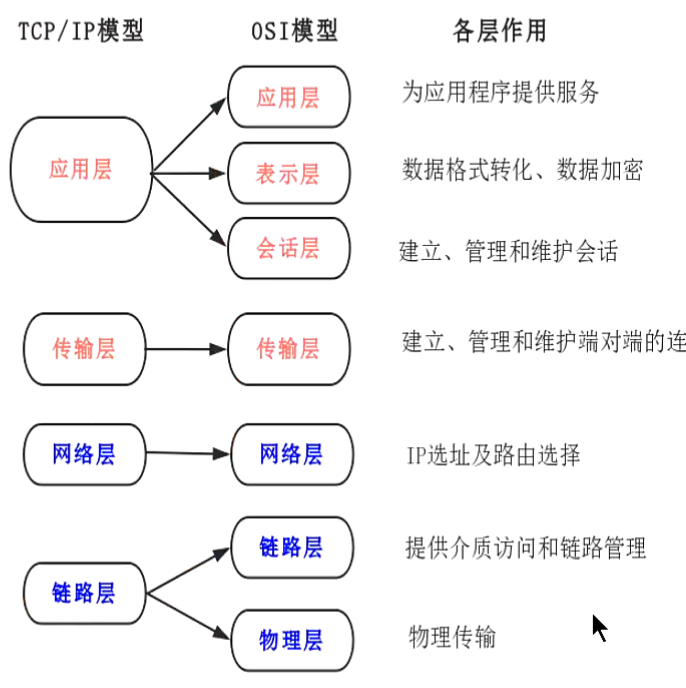 TCP/IP模型 OSI模型 各层作用
应用层 为应用程序提供服务
应用层 表示层 数据格式转化、数据加密
会话层 建立、管理和维护会话
传输层 传输层 建立、管理和维护端对端的连
网络层 网络层 IP选址及路由选择
链路层 提供介质访问和链路管理
链路层
物理层 物理传输